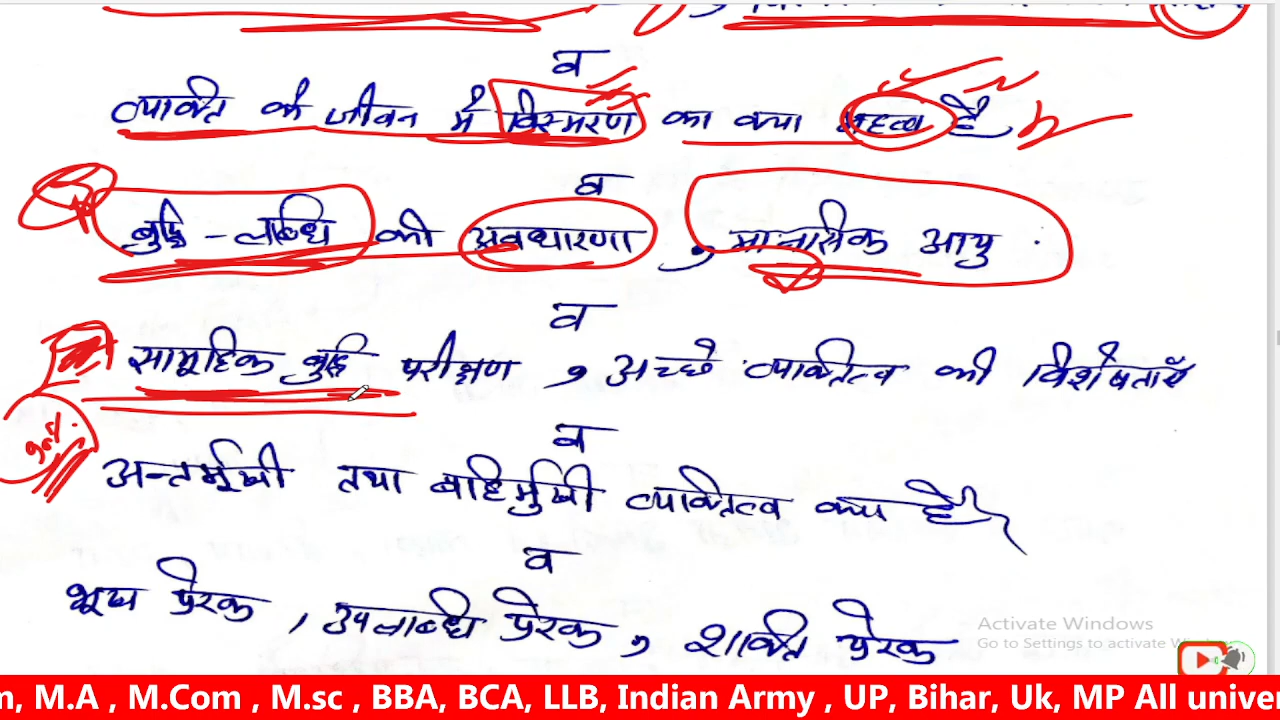 व
व्यक्ति के जीवन में विस्मरण का क्या महत्व है
व
बुद्धि - लब्धि की अवधारणा , मानसिक आयु .
व
सामूहिक बुद्धि परीक्षण , अच्छे व्यक्तित्व की विशेषताएँ
90%.
व
अन्तर्मुखी तथा बहिर्मुखी व्यक्तित्व क्या है
व
भूख प्रेरक , उपलब्धि प्रेरक , शक्ति प्रेरक
Activate Windows
Go to Settings to activate
, M.A , M.Com , M.sc , BBA, BCA, LLB, Indian Army , UP, Bihar, Uk, MP All